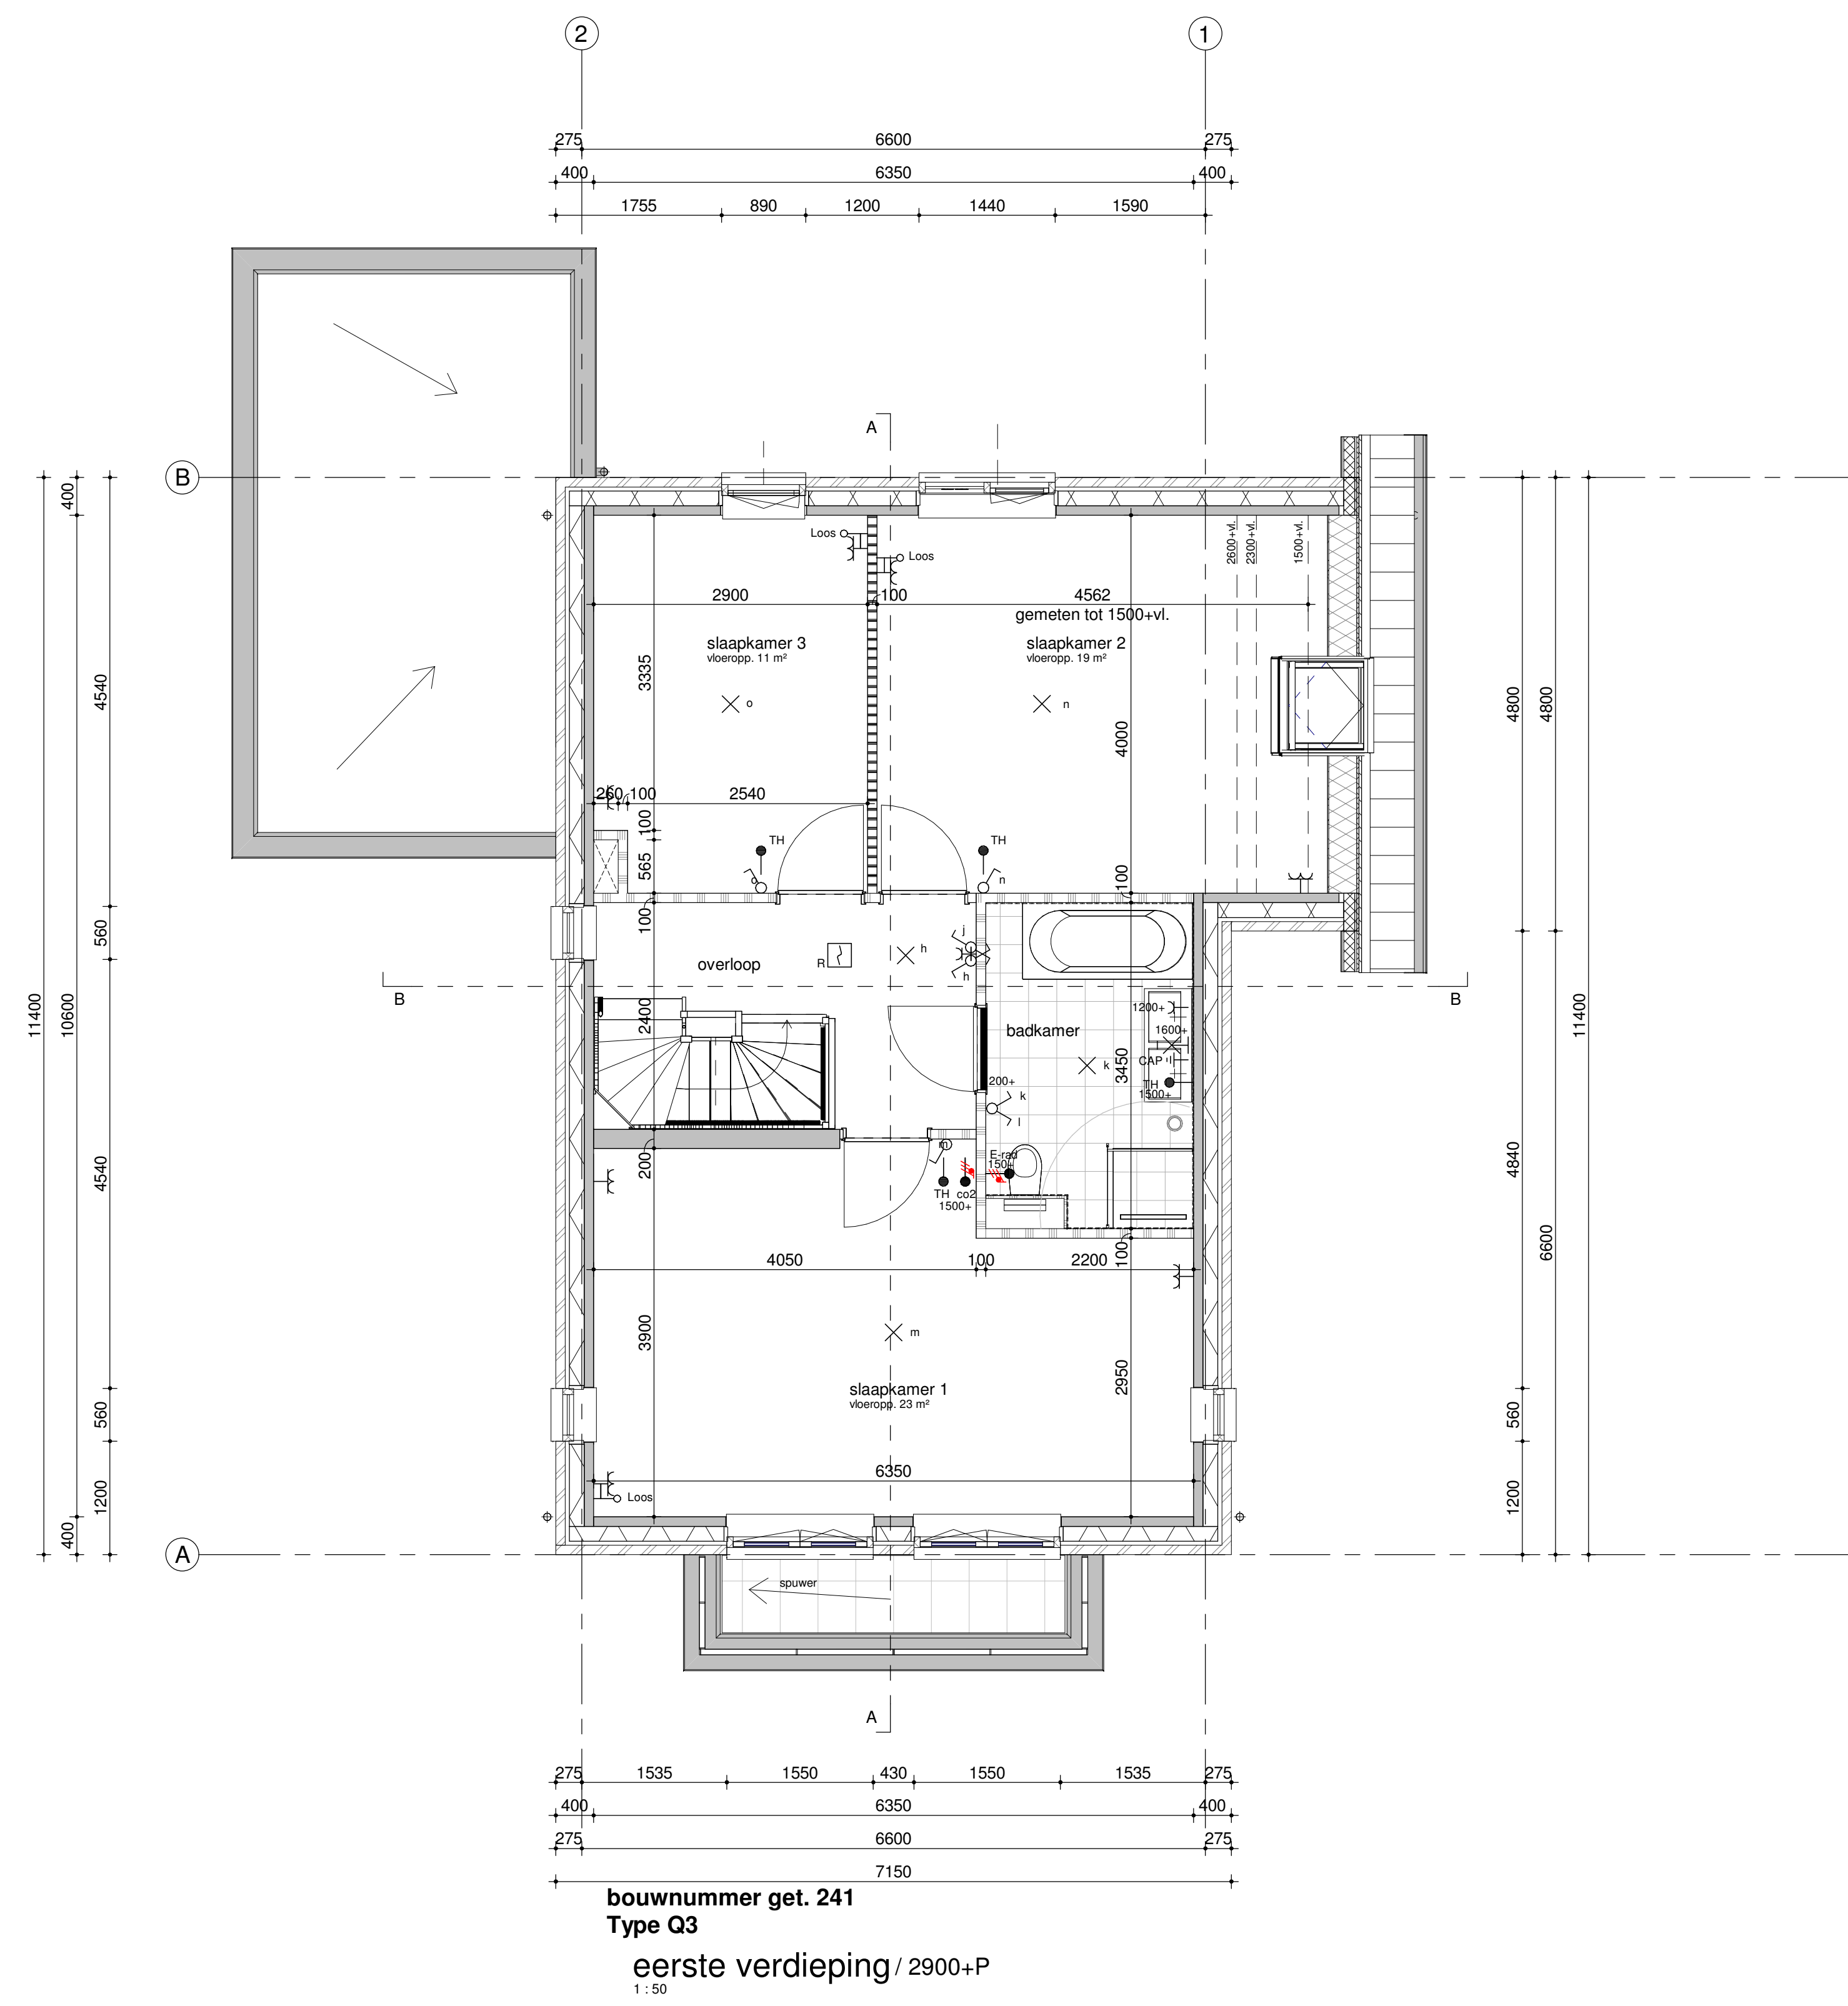 2
1
275
6600
275
400
6350
400
1755
890
1200
1440
1590
A
B
400
Loos
Loos
2600+vl.
2300+vl.
1500+vl.
2900
100
4562
gemeten tot 1500+vl.
slaapkamer 3
vloeropp. 11 m²
slaapkamer 2
vloeropp. 19 m²
3335
o
n
4000
4540
4800
4800
260
100
2540
100
TH
TH
565
o
n
100
100
560
j
h
overloop
R
h
B
B
11400
10600
2400
1200+
1600+
badkamer
CAP
k
3450
TH
1500+
200+
k
l
11400
m
E-rad
150+
200
TH
co2
1500+
4540
4840
6600
4050
100
2200
100
3900
m
2950
slaapkamer 1
vloeropp. 23 m²
560
560
6350
1200
Loos
1200
400
A
spuwer
A
275
1535
1550
430
1550
1535
275
400
6350
400
275
6600
275
7150
bouwnummer get. 241
Type Q3
eerste verdieping / 2900+P
1 : 50